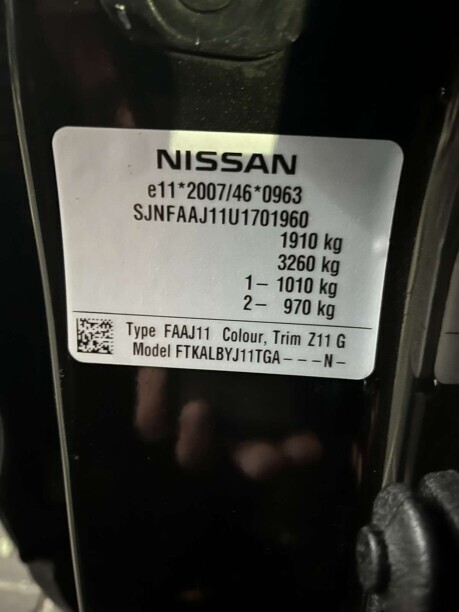 NISSAN
e11*2007/46*0963
SJNFAAJ11U1701960
1910 kg
3260 kg
1– 1010 kg
2– 970 kg
Type FAAJ11 Colour, Trim Z11 G
Model FTKALBYJ11TGA–––N–